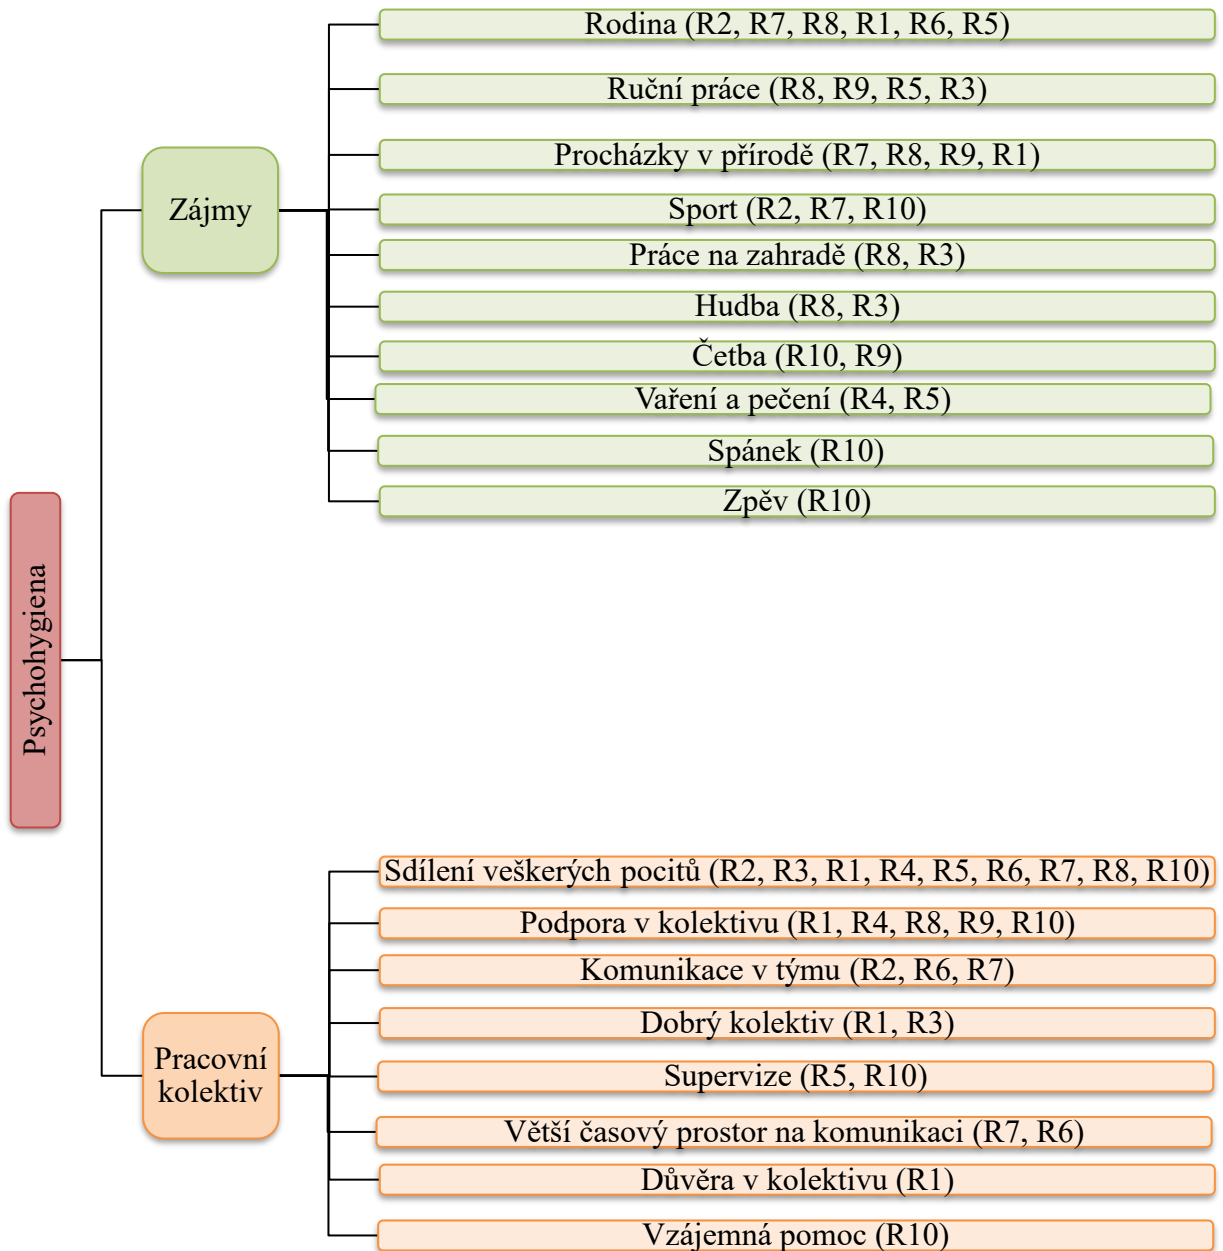 Psychohygiena
Zájmy
Rodina (R2, R7, R8, R1, R6, R5)
Ruční práce (R8, R9, R5, R3)
Procházky v přírodě (R7, R8, R9, R1)
Sport (R2, R7, R10)
Práce na zahradě (R8, R3)
Hudba (R8, R3)
Četba (R10, R9)
Vaření a pečení (R4, R5)
Spánek (R10)
Zpěv (R10)
Pracovní
kolektiv
Sdílení veškerých pocitů (R2, R3, R1, R4, R5, R6, R7, R8, R10)
Podpora v kolektivu (R1, R4, R8, R9, R10)
Komunikace v týmu (R2, R6, R7)
Dobrý kolektiv (R1, R3)
Supervize (R5, R10)
Větší časový prostor na komunikaci (R7, R6)
Důvěra v kolektivu (R1)
Vzájemná pomoc (R10)